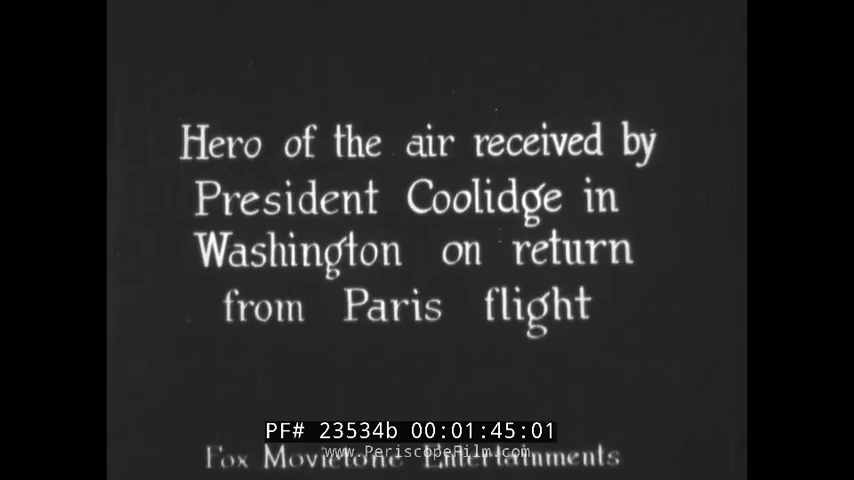 Hero of the air received by
President Coolidge in
Washington on return
from Paris flight
PF# 23534b 00:01:45:01
www.PeriscopeFilm.com
Fox Movietone Entertainments